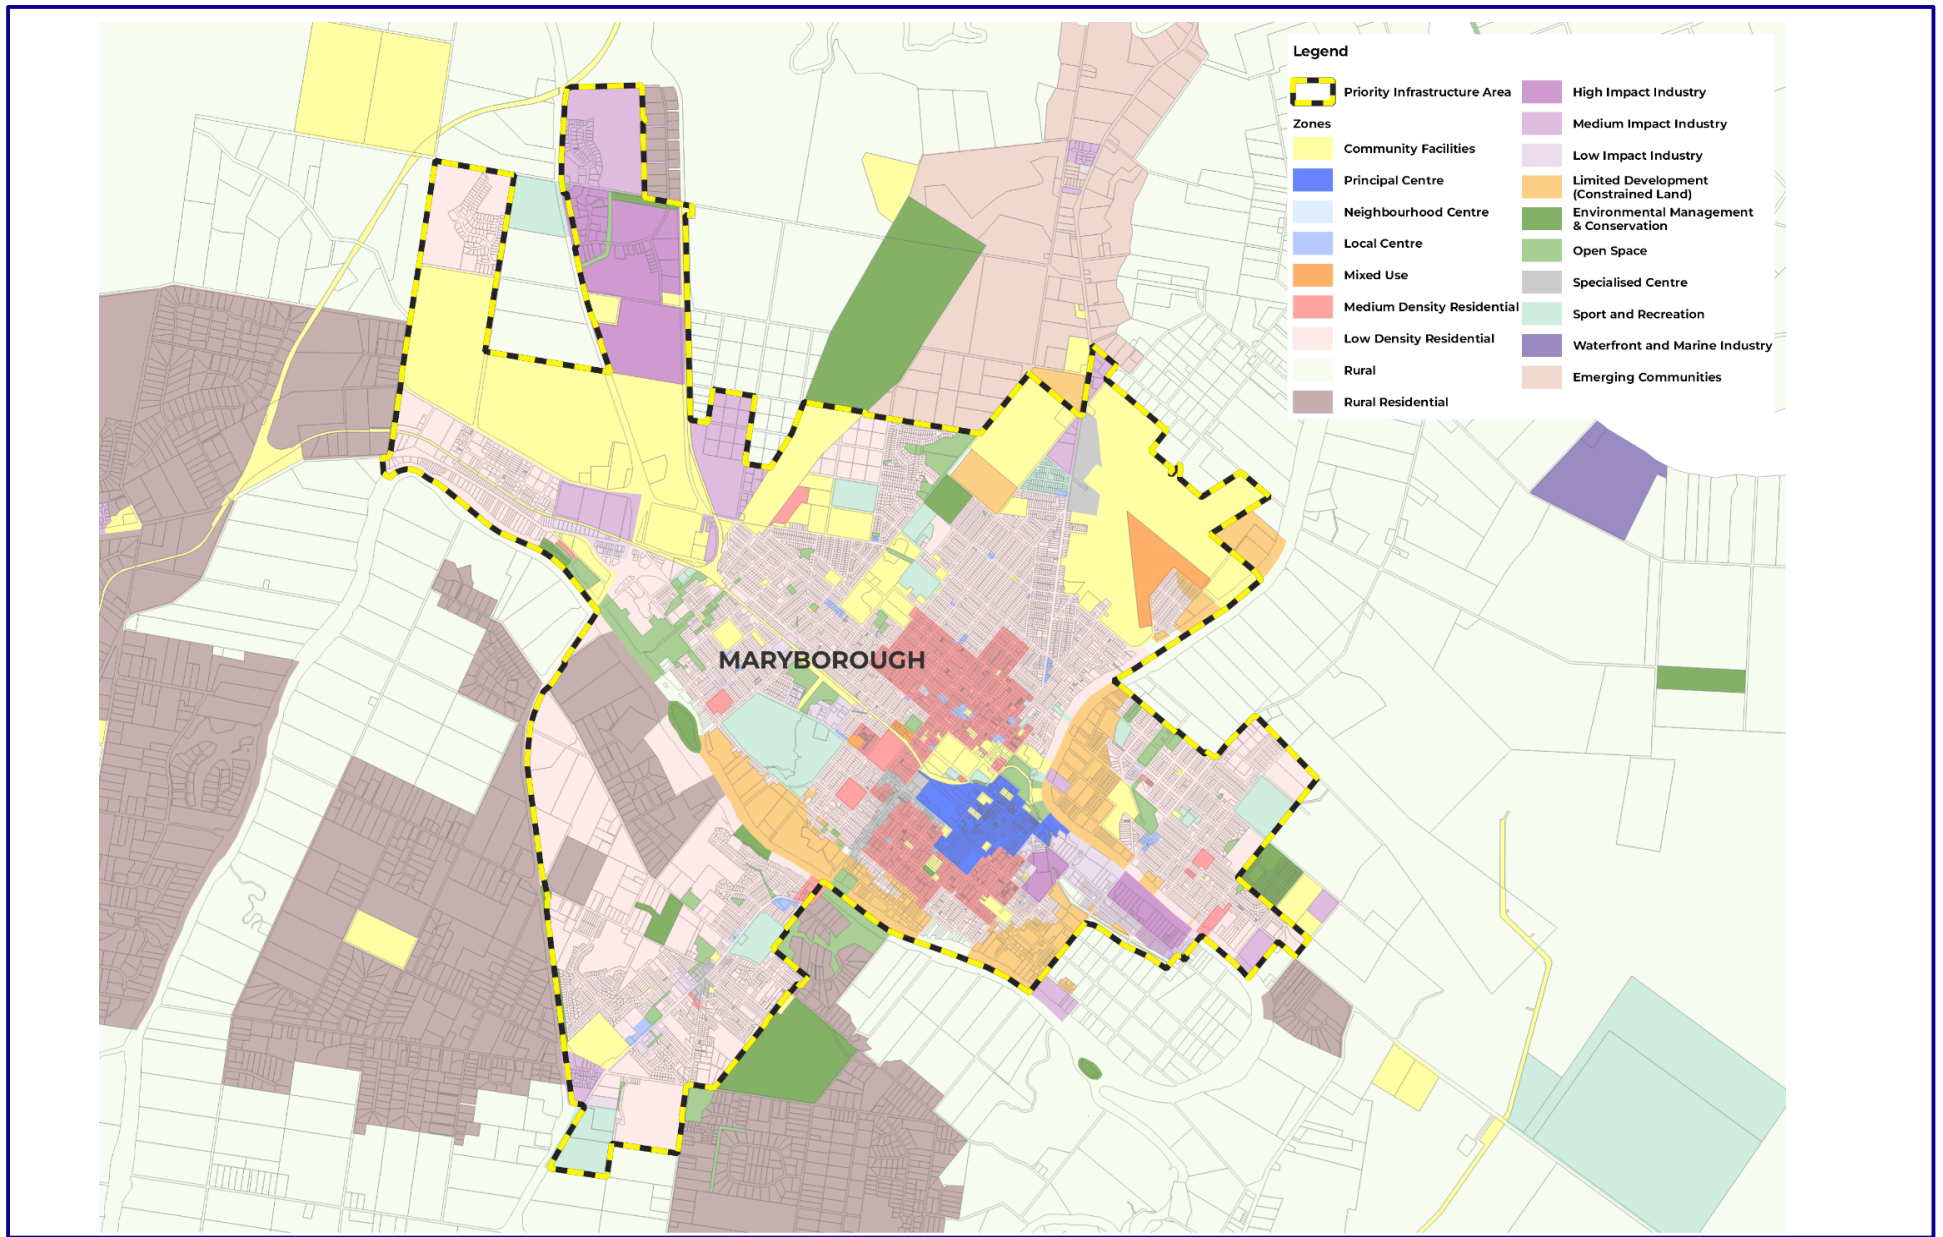 Legend
Priority Infrastructure Area
Zones
Community Facilities
Principal Centre
Neighbourhood Centre
Local Centre
Mixed Use
Medium Density Residential
Low Density Residential
Rural
Rural Residential
High Impact Industry
Medium Impact Industry
Low Impact Industry
Limited Development
(Constrained Land)
Environmental Management
& Conservation
Open Space
Specialised Centre
Sport and Recreation
Waterfront and Marine Industry
Emerging Communities
MARYBOROUGH